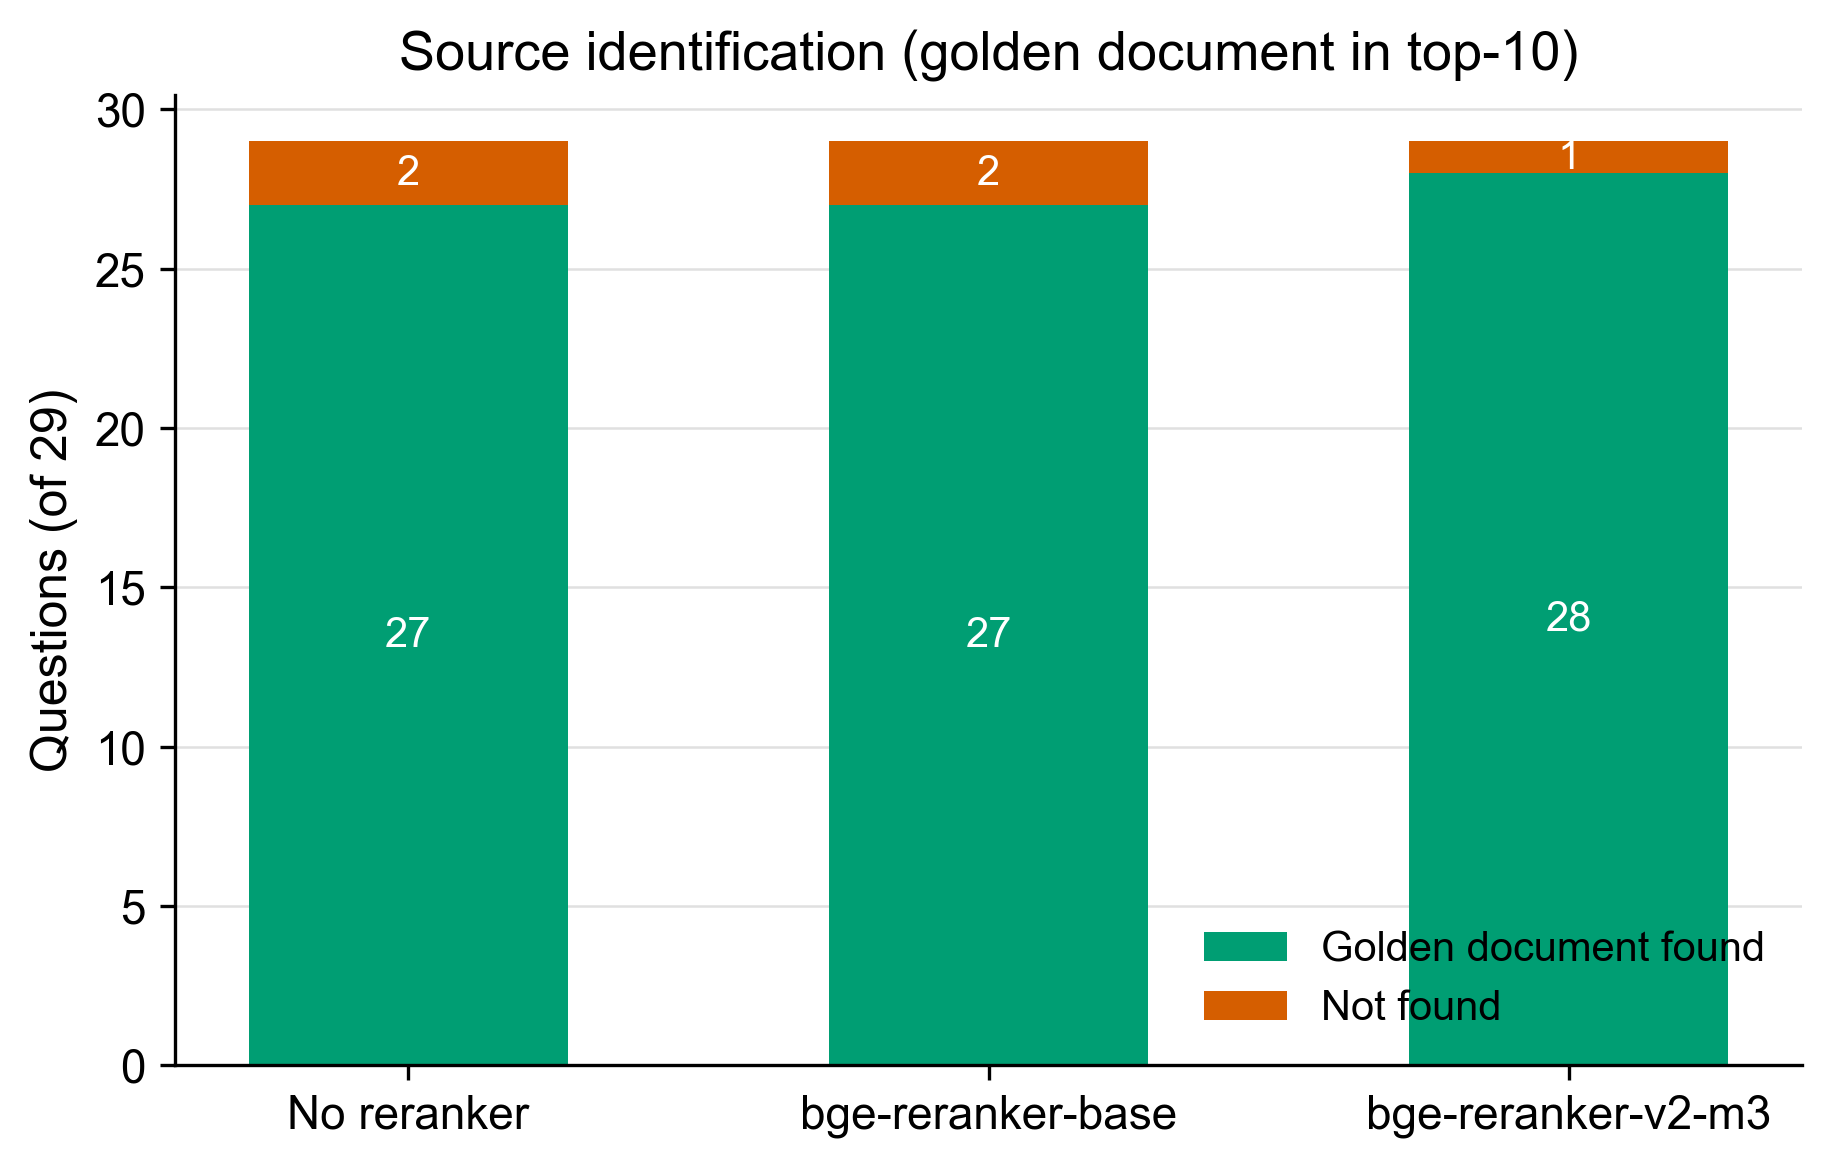 Source identification (golden document in top-10)
Questions (of 29)
30
25
20
15
10
5
0
2
2
1
27
27
28
Golden document found
Not found
No reranker
bge-reranker-base
bge-reranker-v2-m3